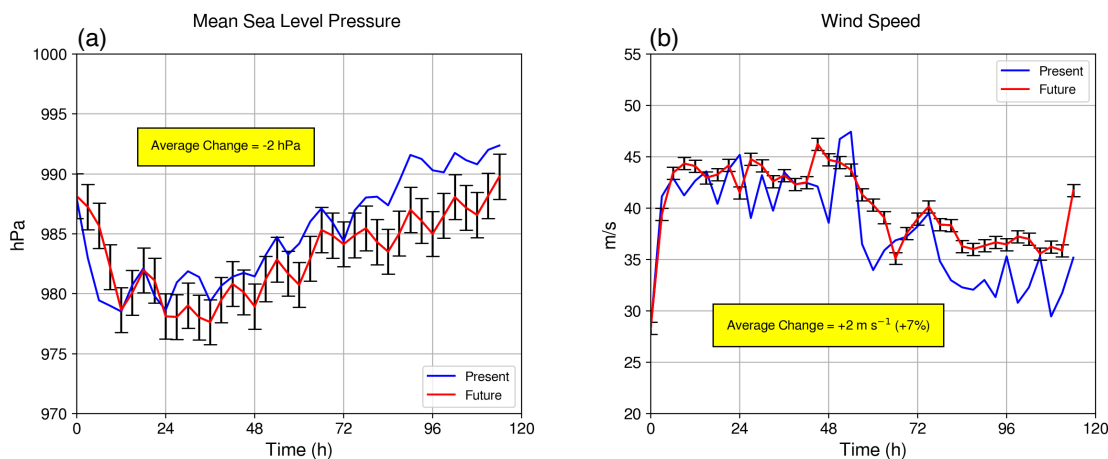 Mean Sea Level Pressure
(a)
1000
995
990
985
980
975
970
hPa
Average Change = -2 hPa
Present
Future
0 24 48 72 96 120
Time (h)
Wind Speed
(b)
55
50
45
40
35
30
25
20
m/s
Present
Future
Average Change = +2 m s⁻¹ (+7%)
0 24 48 72 96 120
Time (h)